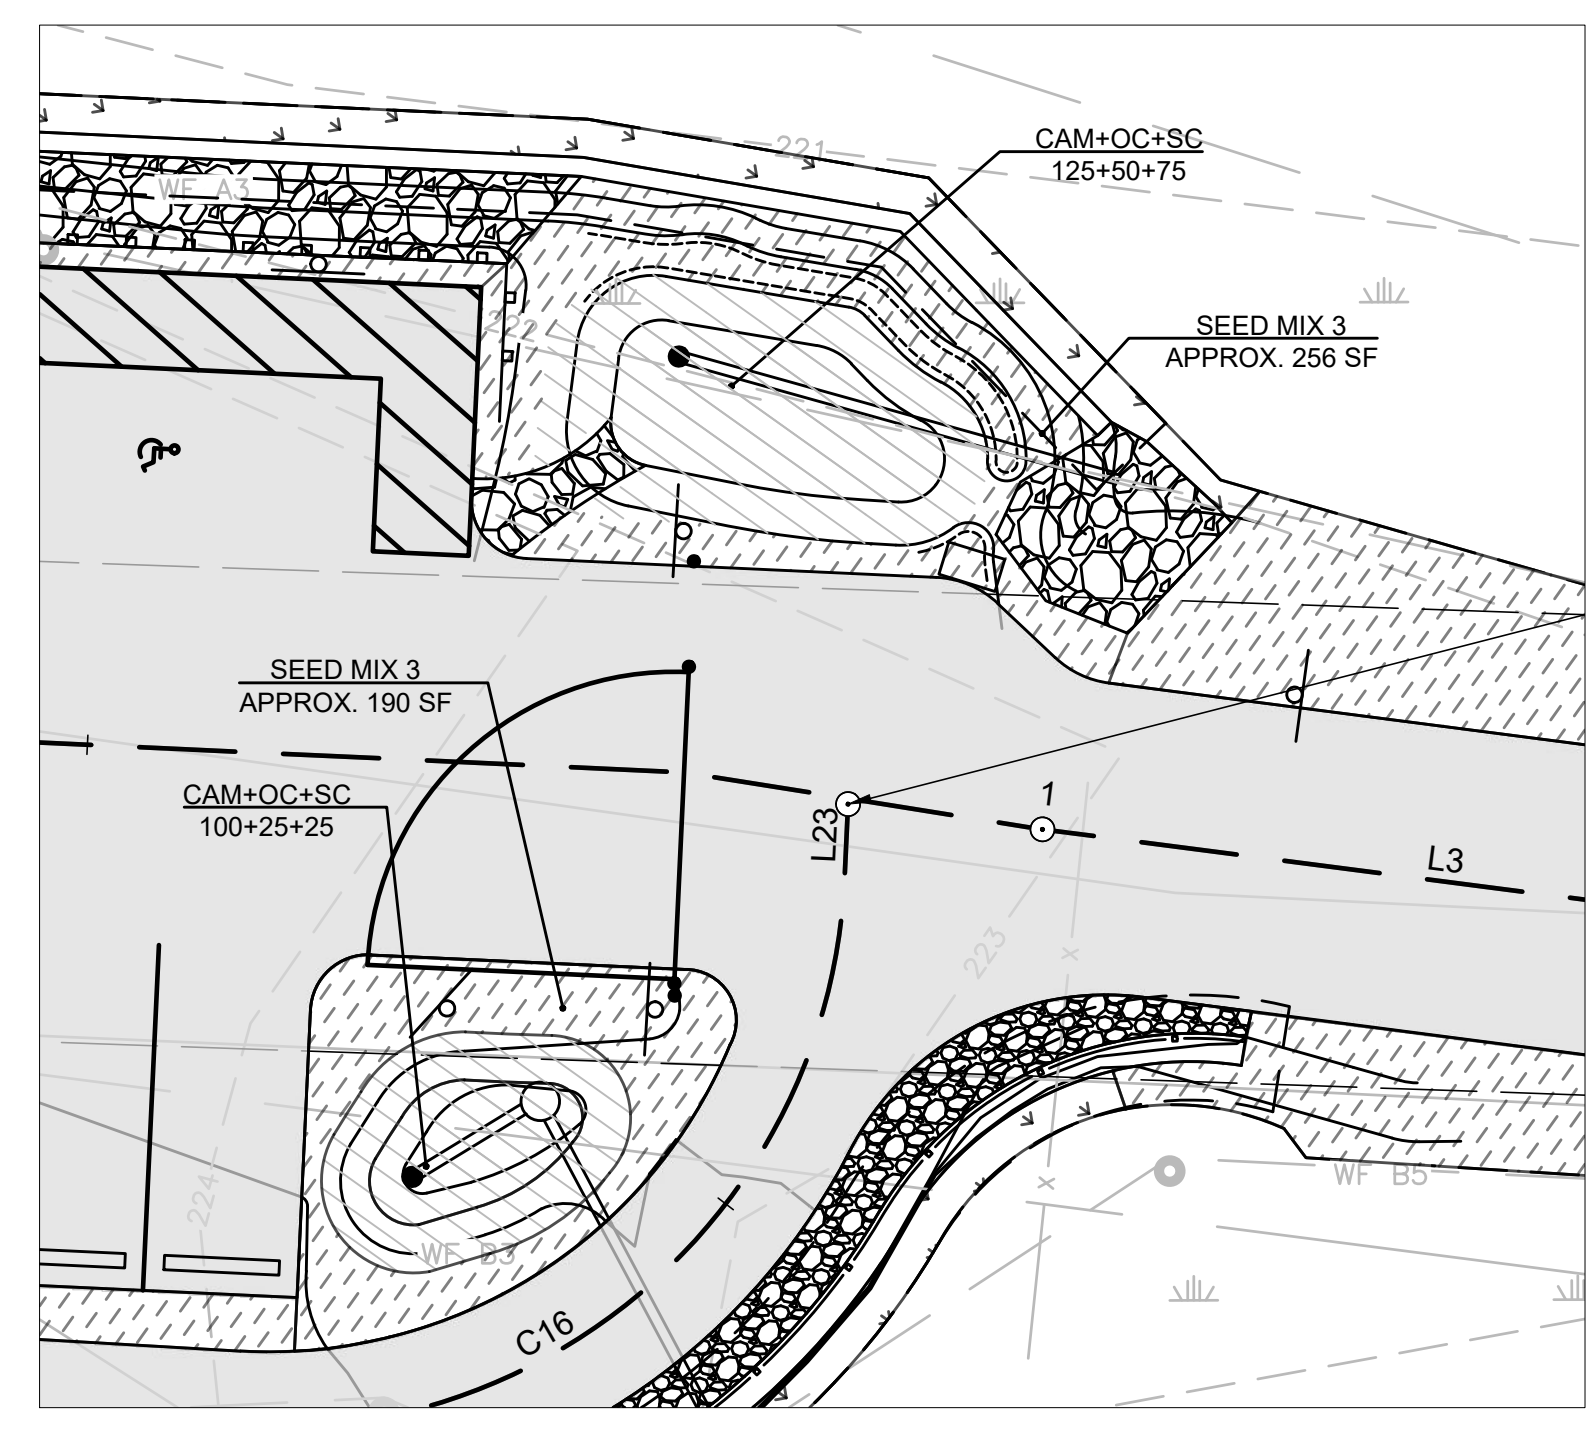 221
CAM+OC+SC
125+50+75
WF A3
222
SEED MIX 3
APPROX. 256 SF
SEED MIX 3
APPROX. 190 SF
CAM+OC+SC
100+25+25
L23
1
L3
223
x
x
224
WF B5
WF B3
C16